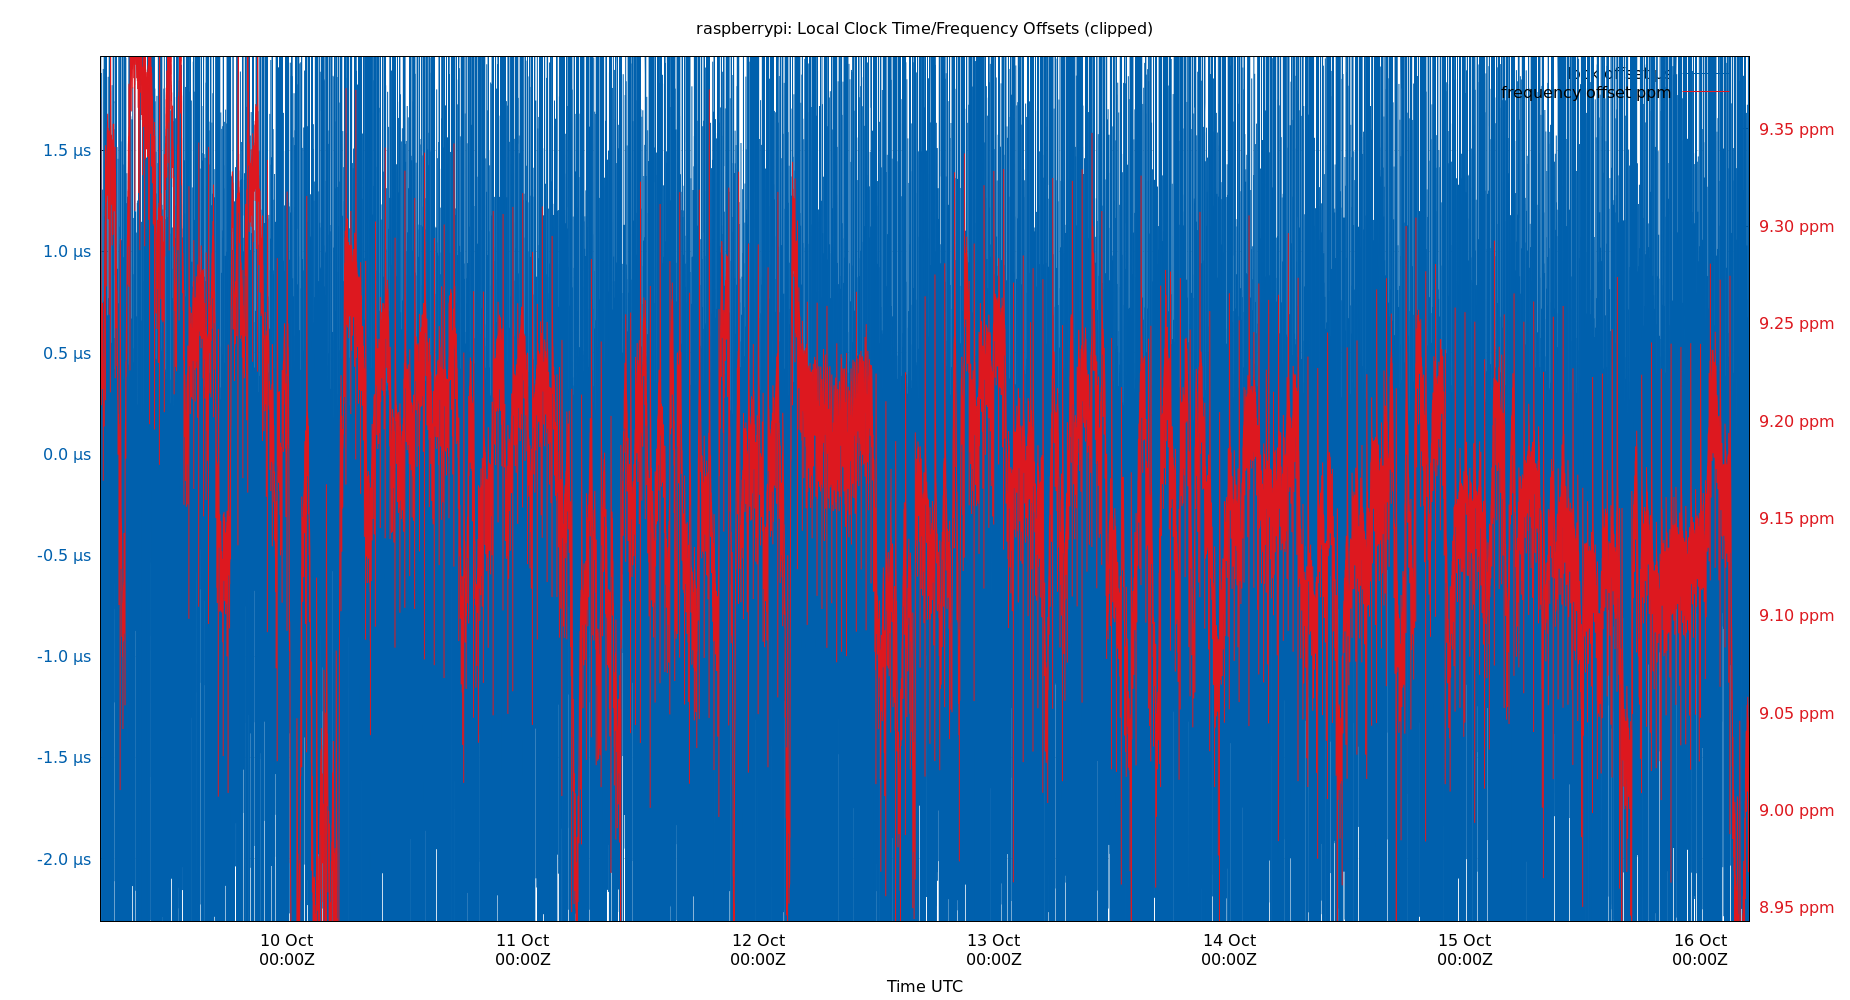 raspberrypi: Local Clock Time/Frequency Offsets (clipped)
frequency offset ppm
1.5 µs
1.0 µs
0.5 µs
0.0 µs
-0.5 µs
-1.0 µs
-1.5 µs
-2.0 µs
9.35 ppm
9.30 ppm
9.25 ppm
9.20 ppm
9.15 ppm
9.10 ppm
9.05 ppm
9.00 ppm
8.95 ppm
10 Oct
00:00Z
11 Oct
00:00Z
12 Oct
00:00Z
13 Oct
00:00Z
14 Oct
00:00Z
15 Oct
00:00Z
16 Oct
00:00Z
Time UTC